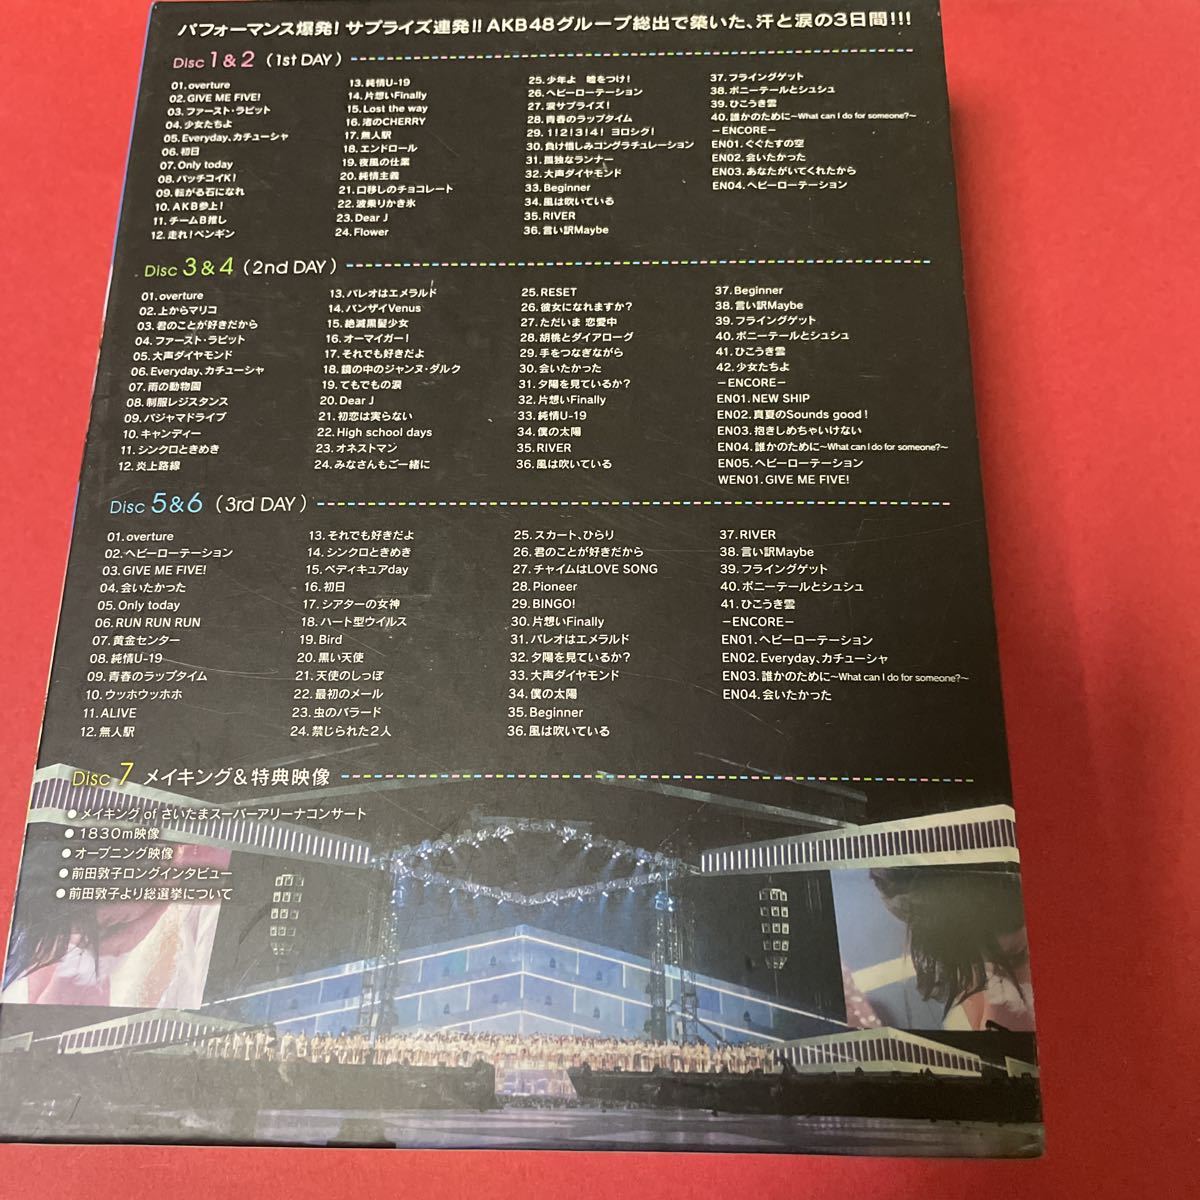 パフォーマンス爆発! サプライズ連発!! AKB48グループ総出で築いた、汗と涙の3日間!!!
Disc 1 & 2 (1st DAY)
01.overture
02.GIVE ME FIVE!
03.ファースト・ラビット
04.少女たちよ
05.Everyday、カチューシャ
06.初日
07.Only today
08.バッチコイK!
09.転がる石になれ
10.AKB参上!
11.チームB推し
12.走れ!ペンギン
13.純情U-19
14.片想いFinally
15.Lost the way
16.渚のCHERRY
17.無人駅
18.エンドロール
19.夜風の仕業
20.純情主義
21.口移しのチョコレート
22.波乗りかき氷
23.Dear J
24.Flower
25.少年よ 嘘をつけ!
26.ヘビーローテーション
27.涙サプライズ!
28.青春のラップタイム
29.1!2!3!4! ヨロシク!
30.負け惜しみコングラチュレーション
31.孤独なランナー
32.大声ダイヤモンド
33.Beginner
34.風は吹いている
35.RIVER
36.言い訳Maybe
37.フライングゲット
38.ポニーテールとシュシュ
39.ひこうき雲
40.誰かのために～What can I do for someone?～
－ENCORE－
EN01.ぐぐたすの空
EN02.会いたかった
EN03.あなたがいてくれたから
EN04.ヘビーローテーション
Disc 3 & 4 (2nd DAY)
01.overture
02.上からマリコ
03.君のことが好きだから
04.ファースト・ラビット
05.大声ダイヤモンド
06.Everyday、カチューシャ
07.雨の動物園
08.制服レジスタンス
09.パジャマドライブ
10.キャンディー
11.シンクロときめき
12.炎上路線
13.パレオはエメラルド
14.バンザイVenus
15.絶滅黒髪少女
16.オーマイガー!
17.それでも好きだよ
18.鏡の中のジャンヌ・ダルク
19.てもでもの涙
20.Dear J
21.初恋は実らない
22.High school days
23.オネストマン
24.みなさんもご一緒に
25.RESET
26.彼女になれますか?
27.ただいま 恋愛中
28.胡桃とダイアローグ
29.手をつなぎながら
30.会いたかった
31.夕陽を見ているか?
32.片想いFinally
33.純情U-19
34.僕の太陽
35.RIVER
36.風は吹いている
37.Beginner
38.言い訳Maybe
39.フライングゲット
40.ポニーテールとシュシュ
41.ひこうき雲
42.少女たちよ
－ENCORE－
EN01.NEW SHIP
EN02.真夏のSounds good!
EN03.抱きしめちゃいけない
EN04.誰かのために～What can I do for someone?～
EN05.ヘビーローテーション
WEN01.GIVE ME FIVE!
Disc 5&6 (3rd DAY)
01.overture
02.ヘビーローテーション
03.GIVE ME FIVE!
04.会いたかった
05.Only today
06.RUN RUN RUN
07.黄金センター
08.純情U-19
09.青春のラップタイム
10.ウッホウッホホ
11.ALIVE
12.無人駅
13.それでも好きだよ
14.シンクロときめき
15.ペディキュアday
16.初日
17.シアターの女神
18.ハート型ウイルス
19.Bird
20.黒い天使
21.天使のしっぽ
22.最初のメール
23.虫のバラード
24.禁じられた2人
25.スカート、ひらり
26.君のことが好きだから
27.チャイムはLOVE SONG
28.Pioneer
29.BINGO!
30.片想いFinally
31.パレオはエメラルド
32.夕陽を見ているか?
33.大声ダイヤモンド
34.僕の太陽
35.Beginner
36.風は吹いている
37.RIVER
38.言い訳Maybe
39.フライングゲット
40.ポニーテールとシュシュ
41.ひこうき雲
－ENCORE－
EN01.ヘビーローテーション
EN02.Everyday、カチューシャ
EN03.誰かのために～What can I do for someone?～
EN04.会いたかった
Disc 7 メイキング&特典映像
●メイキング of さいたまスーパーアリーナコンサート
●1830m映像
●オープニング映像
●前田敦子ロングインタビュー
●前田敦子より総選挙について